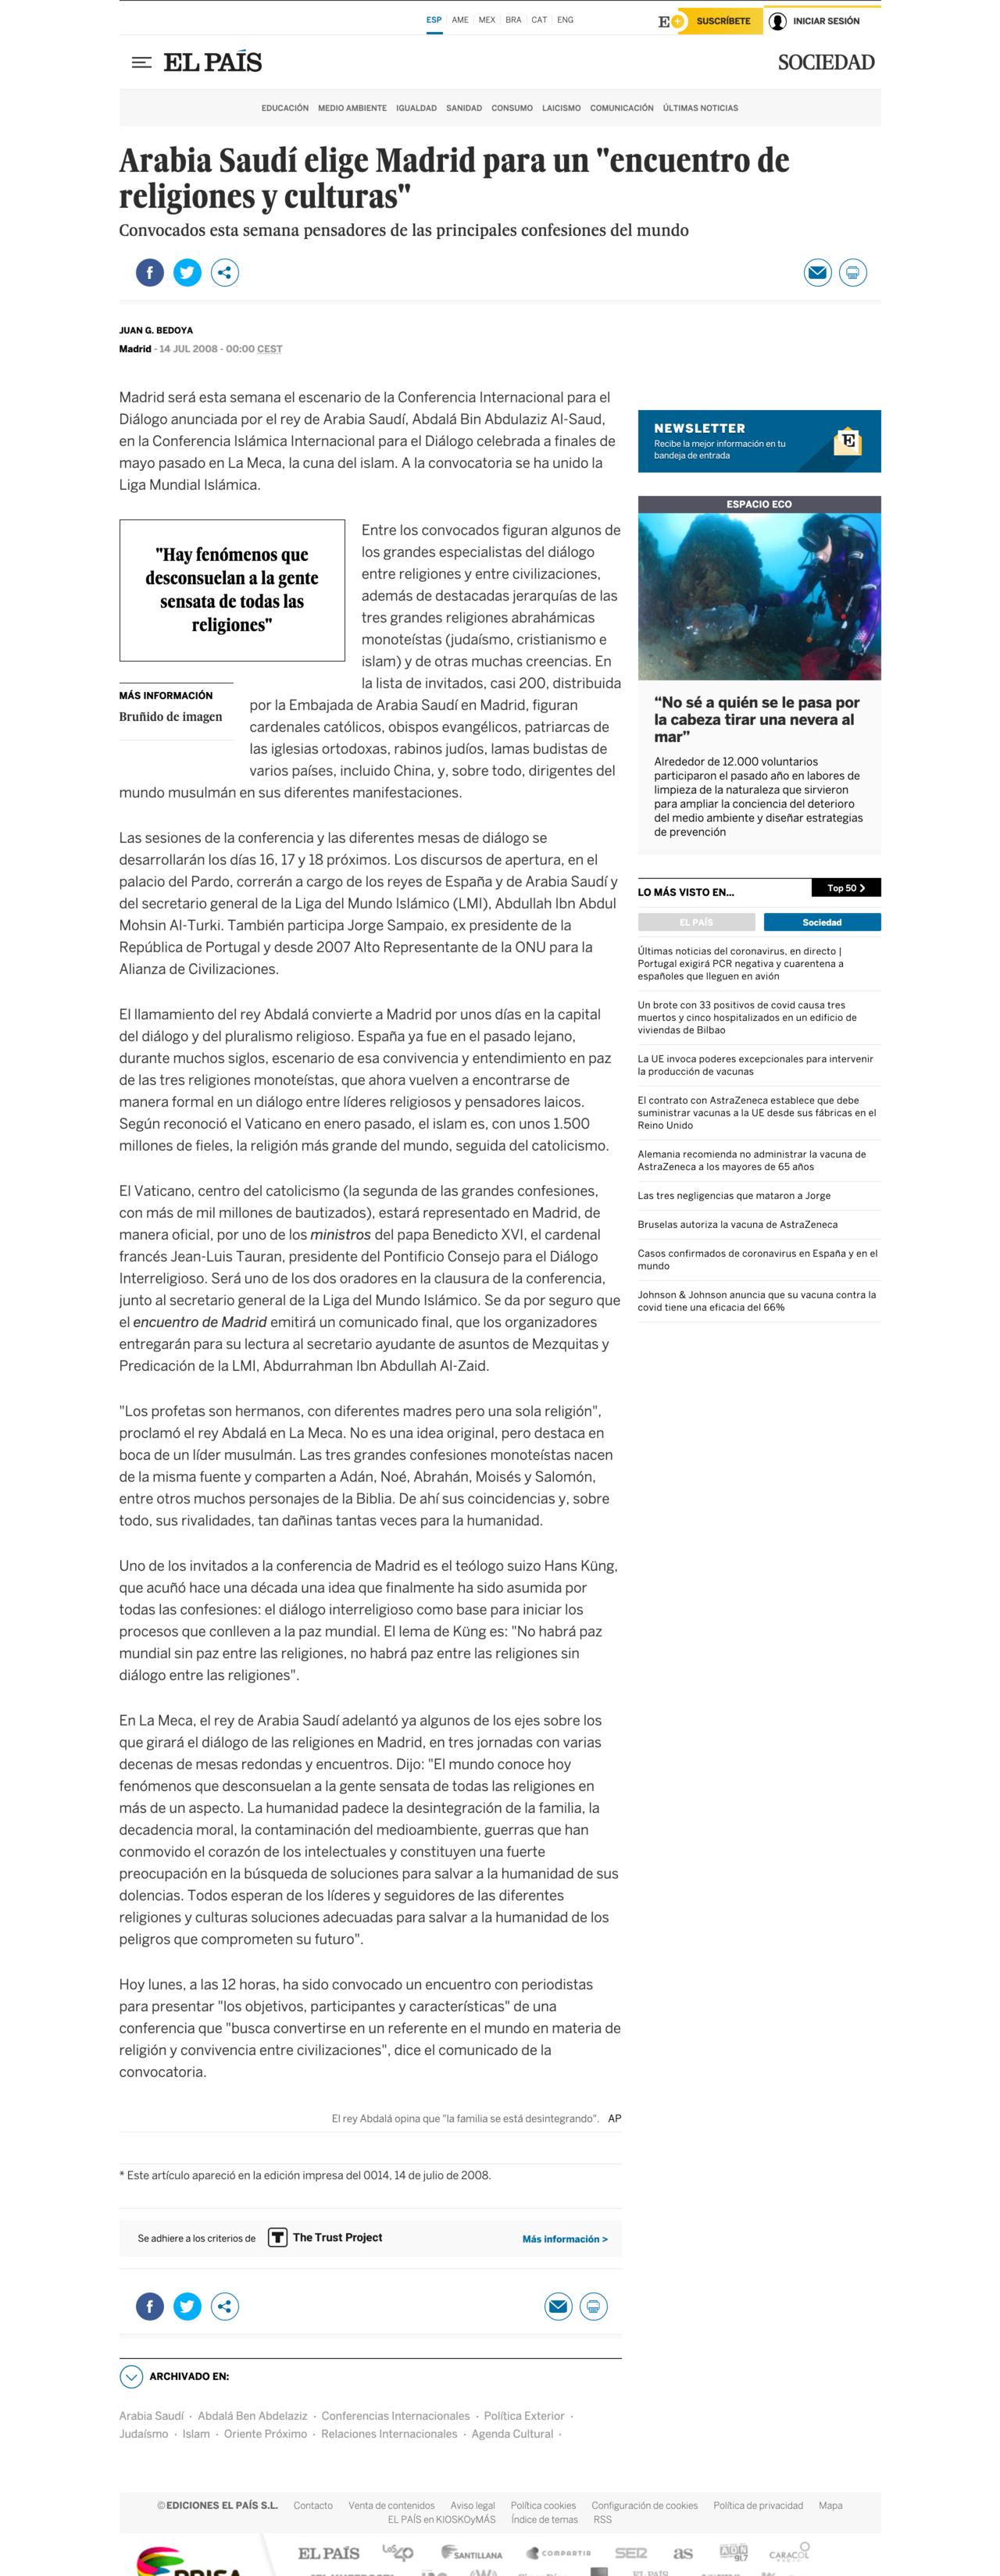 ESP AME MEX BRA CAT ENG
E+ SUSCRÍBETE INICIAR SESIÓN
EL PAÍS
SOCIEDAD
EDUCACIÓN MEDIO AMBIENTE IGUALDAD SANIDAD CONSUMO LAICISMO COMUNICACIÓN ÚLTIMAS NOTICIAS
Arabia Saudí elige Madrid para un "encuentro de
religiones y culturas"
Convocados esta semana pensadores de las principales confesiones del mundo
JUAN G. BEDOYA
Madrid - 14 JUL 2008 - 00:00 CEST
Madrid será esta semana el escenario de la Conferencia Internacional para el
Diálogo anunciada por el rey de Arabia Saudí, Abdalá Bin Abdulaziz Al-Saud,
en la Conferencia Islámica Internacional para el Diálogo celebrada a finales de
mayo pasado en La Meca, la cuna del islam. A la convocatoria se ha unido la
Liga Mundial Islámica.
"Hay fenómenos que
desconsuelan a la gente
sensata de todas las
religiones"
MÁS INFORMACIÓN
Bruñido de imagen
Entre los convocados figuran algunos de
los grandes especialistas del diálogo
entre religiones y entre civilizaciones,
además de destacadas jerarquías de las
tres grandes religiones abrahámicas
monoteístas (judaísmo, cristianismo e
islam) y de otras muchas creencias. En
la lista de invitados, casi 200, distribuida
por la Embajada de Arabia Saudí en Madrid, figuran
cardenales católicos, obispos evangélicos, patriarcas de
las iglesias ortodoxas, rabinos judíos, lamas budistas de
varios países, incluido China, y, sobre todo, dirigentes del
mundo musulmán en sus diferentes manifestaciones.
Las sesiones de la conferencia y las diferentes mesas de diálogo se
desarrollarán los días 16, 17 y 18 próximos. Los discursos de apertura, en el
palacio del Pardo, correrán a cargo de los reyes de España y de Arabia Saudí y
del secretario general de la Liga del Mundo Islámico (LMI), Abdullah Ibn Abdul
Mohsin Al-Turki. También participa Jorge Sampaio, ex presidente de la
República de Portugal y desde 2007 Alto Representante de la ONU para la
Alianza de Civilizaciones.
El llamamiento del rey Abdalá convierte a Madrid por unos días en la capital
del diálogo y del pluralismo religioso. España ya fue en el pasado lejano,
durante muchos siglos, escenario de esa convivencia y entendimiento en paz
de las tres religiones monoteístas, que ahora vuelven a encontrarse de
manera formal en un diálogo entre líderes religiosos y pensadores laicos.
Según reconoció el Vaticano en enero pasado, el islam es, con unos 1.500
millones de fieles, la religión más grande del mundo, seguida del catolicismo.
El Vaticano, centro del catolicismo (la segunda de las grandes confesiones,
con más de mil millones de bautizados), estará representado en Madrid, de
manera oficial, por uno de los ministros del papa Benedicto XVI, el cardenal
francés Jean-Luis Tauran, presidente del Pontificio Consejo para el Diálogo
Interreligioso. Será uno de los dos oradores en la clausura de la conferencia,
junto al secretario general de la Liga del Mundo Islámico. Se da por seguro que
el encuentro de Madrid emitirá un comunicado final, que los organizadores
entregarán para su lectura al secretario ayudante de asuntos de Mezquitas y
Predicación de la LMI, Abdurrahman Ibn Abdullah Al-Zaid.
"Los profetas son hermanos, con diferentes madres pero una sola religión",
proclamó el rey Abdalá en La Meca. No es una idea original, pero destaca en
boca de un líder musulmán. Las tres grandes confesiones monoteístas nacen
de la misma fuente y comparten a Adán, Noé, Abrahán, Moisés y Salomón,
entre otros muchos personajes de la Biblia. De ahí sus coincidencias y, sobre
todo, sus rivalidades, tan dañinas tantas veces para la humanidad.
Uno de los invitados a la conferencia de Madrid es el teólogo suizo Hans Küng,
que acuñó hace una década una idea que finalmente ha sido asumida por
todas las confesiones: el diálogo interreligioso como base para iniciar los
procesos que conlleven a la paz mundial. El lema de Küng es: "No habrá paz
mundial sin paz entre las religiones, no habrá paz entre las religiones sin
diálogo entre las religiones".
En La Meca, el rey de Arabia Saudí adelantó ya algunos de los ejes sobre los
que girará el diálogo de las religiones en Madrid, en tres jornadas con varias
decenas de mesas redondas y encuentros. Dijo: "El mundo conoce hoy
fenómenos que desconsuelan a la gente sensata de todas las religiones en
más de un aspecto. La humanidad padece la desintegración de la familia, la
decadencia moral, la contaminación del medioambiente, guerras que han
conmovido el corazón de los intelectuales y constituyen una fuerte
preocupación en la búsqueda de soluciones para salvar a la humanidad de sus
dolencias. Todos esperan de los líderes y seguidores de las diferentes
religiones y culturas soluciones adecuadas para salvar a la humanidad de los
peligros que comprometen su futuro".
Hoy lunes, a las 12 horas, ha sido convocado un encuentro con periodistas
para presentar "los objetivos, participantes y características" de una
conferencia que "busca convertirse en un referente en el mundo en materia de
religión y convivencia entre civilizaciones", dice el comunicado de la
convocatoria.
El rey Abdalá opina que "la familia se está desintegrando". AP
* Este artículo apareció en la edición impresa del 0014, 14 de julio de 2008.
Se adhiere a los criterios de T The Trust Project Más información >
ARCHIVADO EN:
Arabia Saudí · Abdalá Ben Abdelaziz · Conferencias Internacionales · Política Exterior ·
Judaísmo · Islam · Oriente Próximo · Relaciones Internacionales · Agenda Cultural ·
NEWSLETTER
Recibe la mejor información en tu
bandeja de entrada
E
ESPACIO ECO
“No sé a quién se le pasa por
la cabeza tirar una nevera al
mar”
Alrededor de 12.000 voluntarios
participaron el pasado año en labores de
limpieza de la naturaleza que sirvieron
para ampliar la conciencia del deterioro
del medio ambiente y diseñar estrategias
de prevención
LO MÁS VISTO EN... Top 50
EL PAÍS Sociedad
Últimas noticias del coronavirus, en directo |
Portugal exigirá PCR negativa y cuarentena a
españoles que lleguen en avión
Un brote con 33 positivos de covid causa tres
muertos y cinco hospitalizados en un edificio de
viviendas de Bilbao
La UE invoca poderes excepcionales para intervenir
la producción de vacunas
El contrato con AstraZeneca establece que debe
suministrar vacunas a la UE desde sus fábricas en el
Reino Unido
Alemania recomienda no administrar la vacuna de
AstraZeneca a los mayores de 65 años
Las tres negligencias que mataron a Jorge
Bruselas autoriza la vacuna de AstraZeneca
Casos confirmados de coronavirus en España y en el
mundo
Johnson & Johnson anuncia que su vacuna contra la
covid tiene una eficacia del 66%
© EDICIONES EL PAÍS S.L. Contacto Venta de contenidos Aviso legal Política cookies Configuración de cookies Política de privacidad Mapa
EL PAÍS en KIOSKOyMÁS Índice de temas RSS
EL PAÍS LOS40 SANTILLANA COMPARTIR SER as ADN 91.7 CARACOL